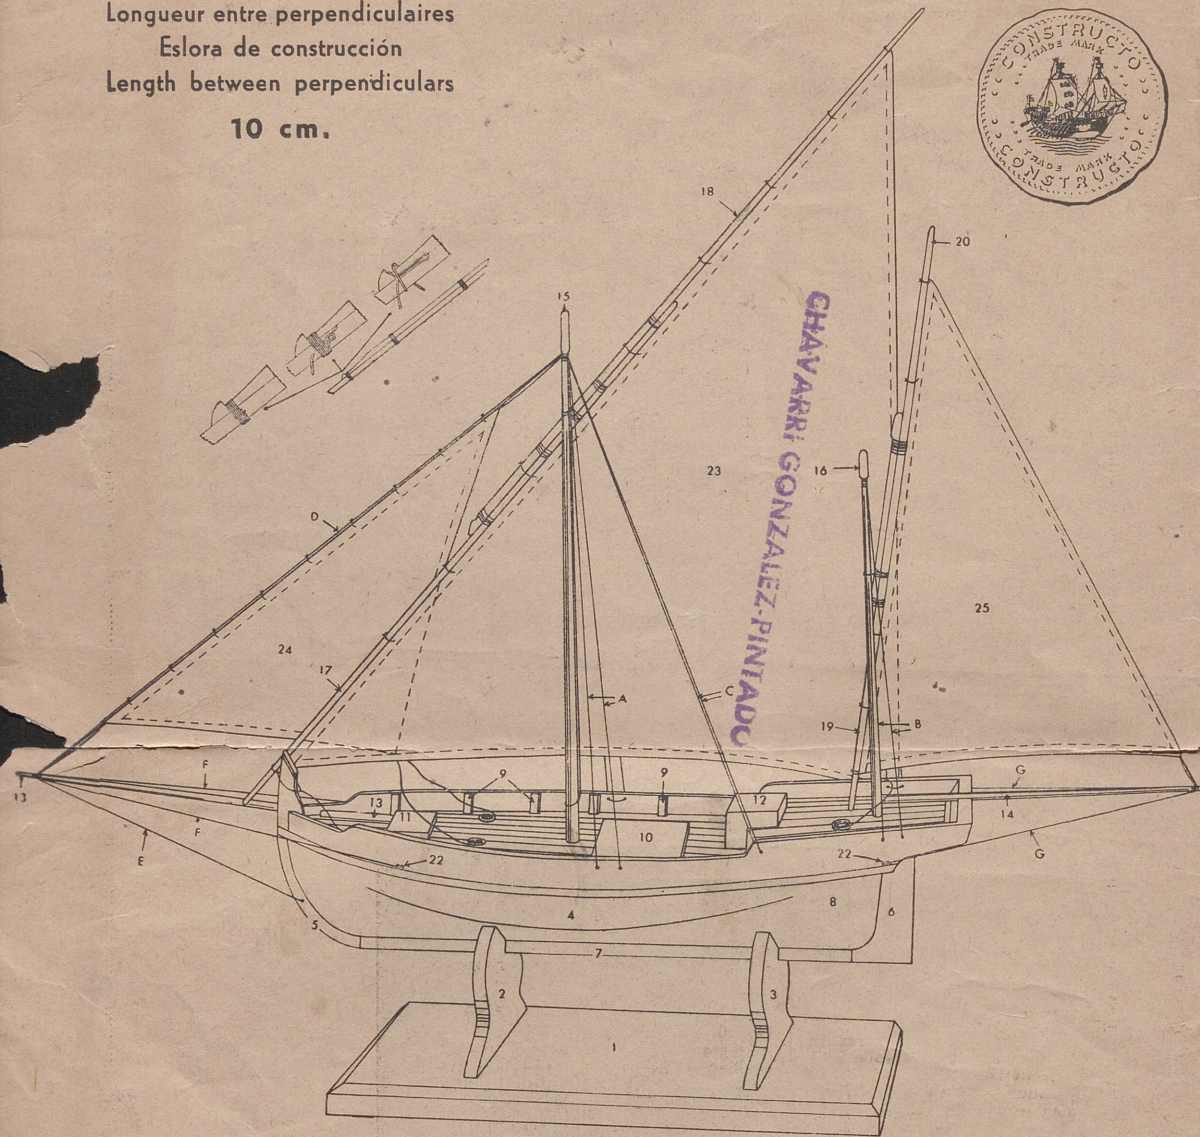 Longueur entre perpendiculaires
Eslora de construcción
Length between perpendiculars
10 cm.
CONSTRUCTO
TRADE MARK
TRADE MARK
CONSTRUCTO
18
20
15
23
16
D
25
24
17
A
C
19
B
F
9
9
G
13
13
11
12
14
10
F
E
22
22
G
4
8
6
5
7
2
3
1
CHAVARRI GONZALEZ-PINTADO